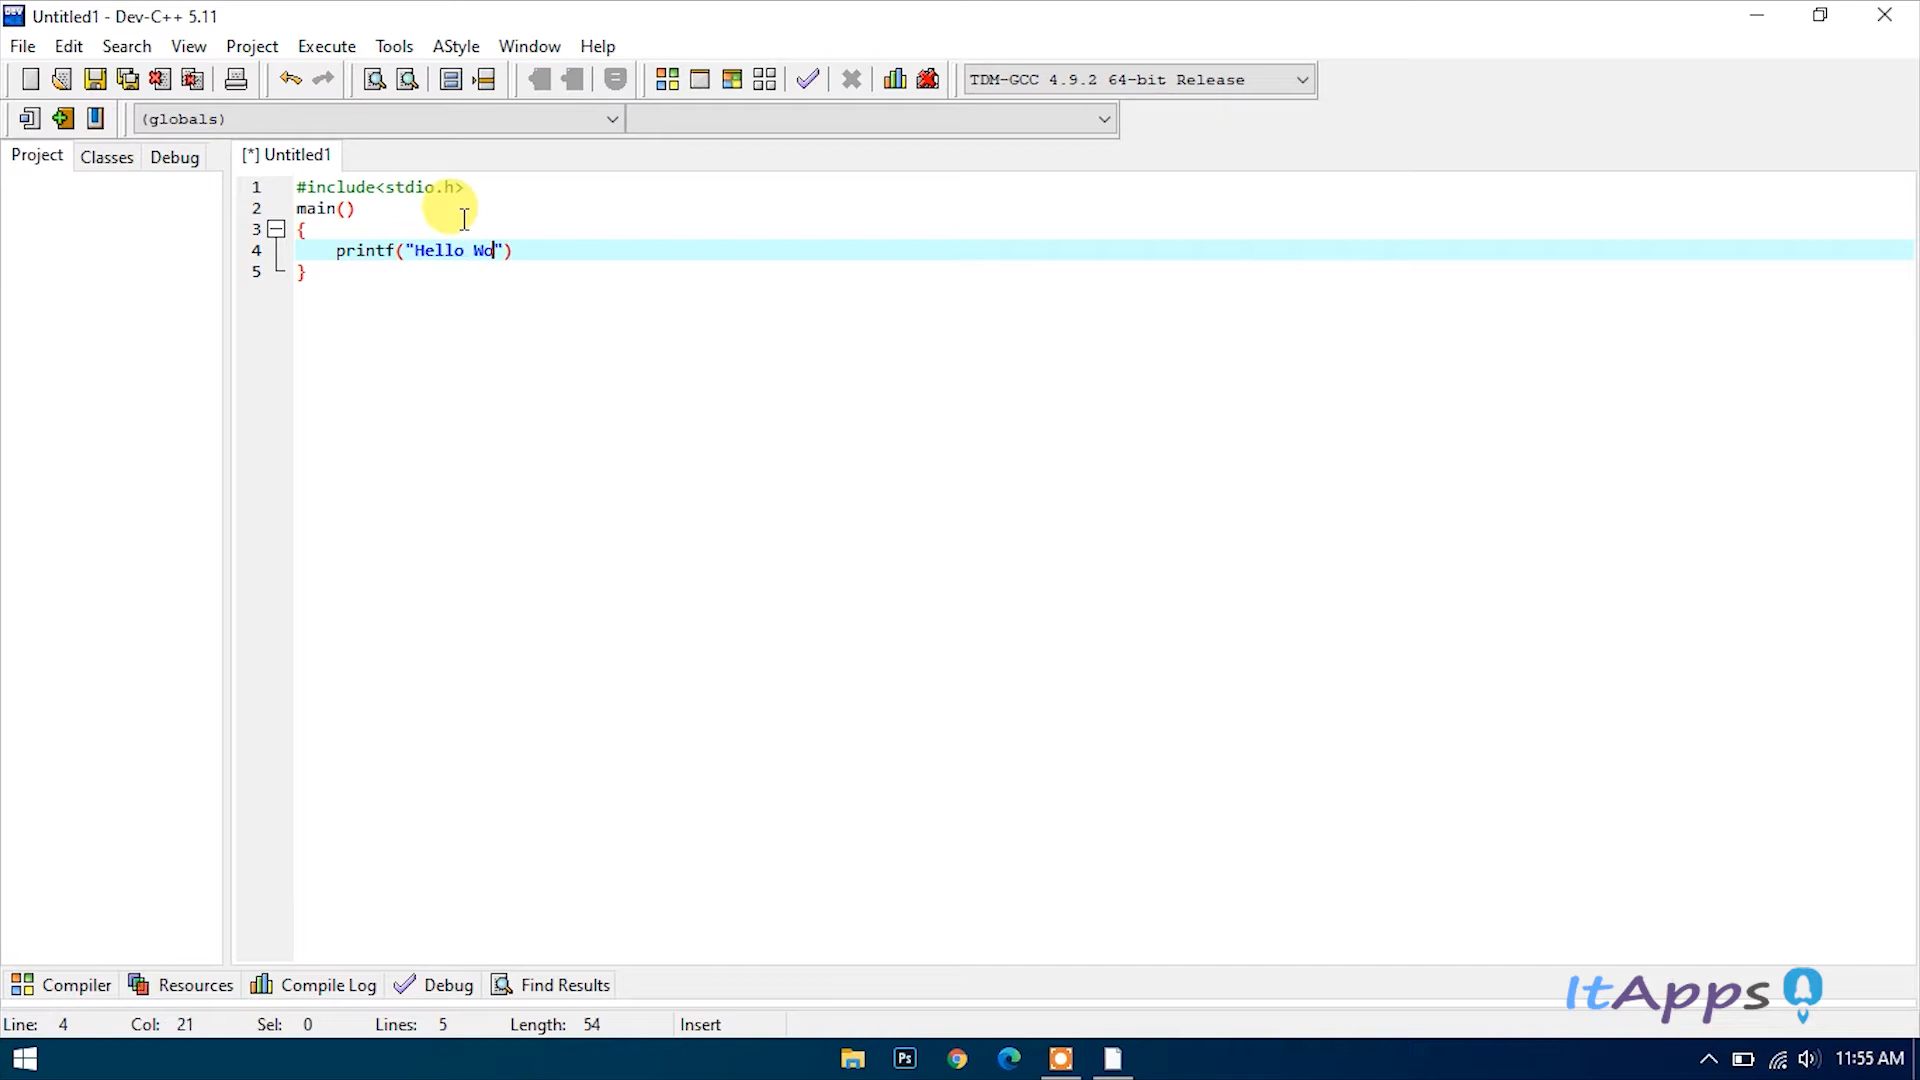 Untitled1 - Dev-C++ 5.11
File Edit Search View Project Execute Tools AStyle Window Help
TDM-GCC 4.9.2 64-bit Release
(globals)
Project Classes Debug [*] Untitled1
1 #include<stdio.h>
2 main()
3 {
4 printf("Hello Wo")
5 }
Compiler Resources Compile Log Debug Find Results
ItApps
Line: 4 Col: 21 Sel: 0 Lines: 5 Length: 54 Insert
Ps
11:55 AM